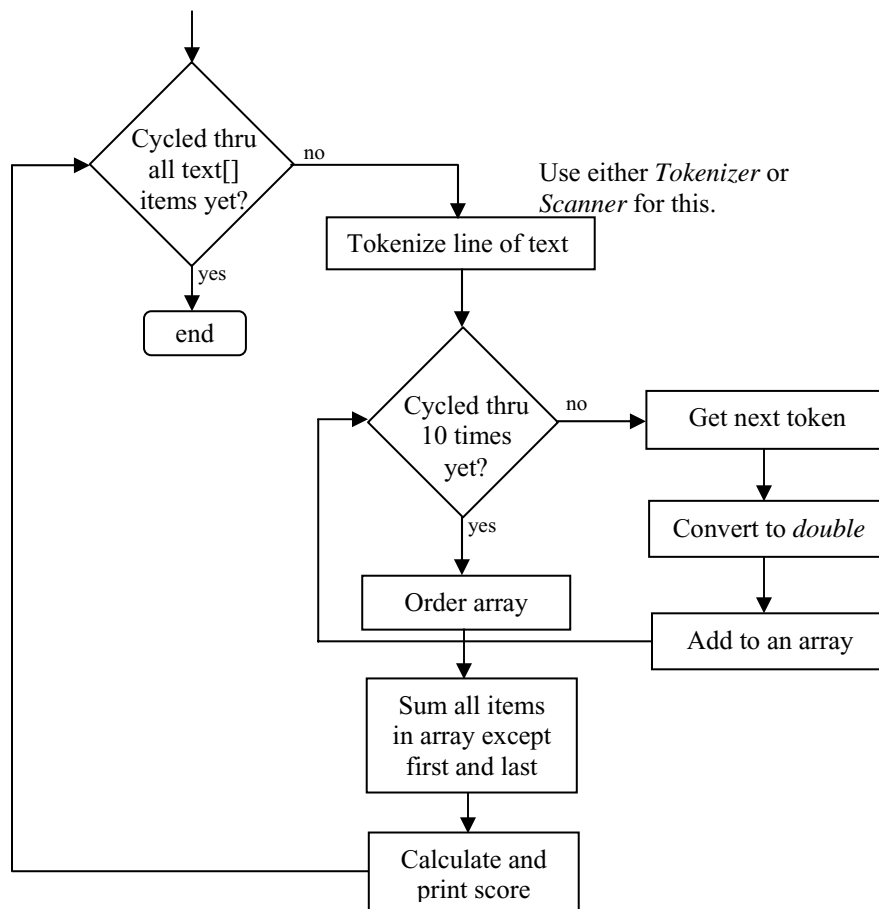 Cycled thru
all text[]
items yet?
no
yes
end
Use either Tokenizer or
Scanner for this.
Tokenize line of text
Cycled thru
10 times
yet?
no
yes
Get next token
Convert to double
Add to an array
Order array
Sum all items
in array except
first and last
Calculate and
print score